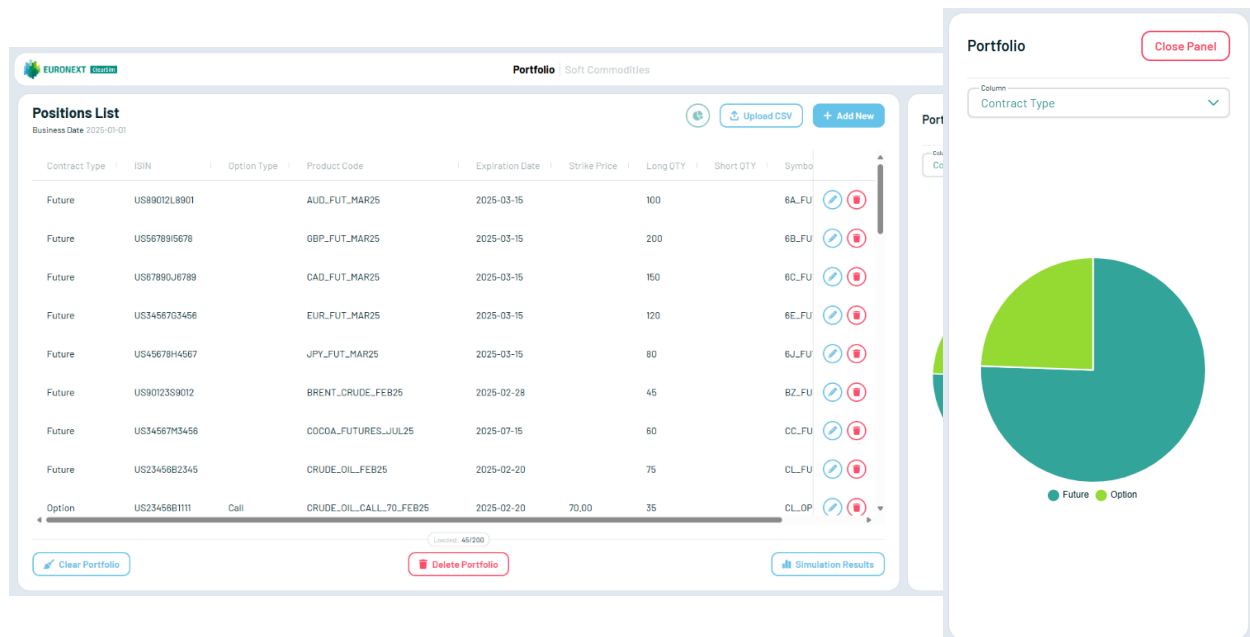 EURONEXT ClearSim
Portfolio Soft Commodities
Positions List
Business Date 2025-01-01
Upload CSV
+ Add New
Contract Type ISIN Option Type Product Code Expiration Date Strike Price Long QTY Short QTY Symbo
Future US89012L8901 AUD_FUT_MAR25 2025-03-15 100 6A_FU
Future US56789I5678 GBP_FUT_MAR25 2025-03-15 200 6B_FU
Future US67890J6789 CAD_FUT_MAR25 2025-03-15 150 6C_FU
Future US34567G3456 EUR_FUT_MAR25 2025-03-15 120 6E_FU
Future US45678H4567 JPY_FUT_MAR25 2025-03-15 80 6J_FU
Future US90123S9012 BRENT_CRUDE_FEB25 2025-02-28 45 BZ_FU
Future US34567M3456 COCOA_FUTURES_JUL25 2025-07-15 60 CC_FU
Future US23456B2345 CRUDE_OIL_FEB25 2025-02-20 75 CL_FU
Option US23456B1111 Call CRUDE_OIL_CALL_70_FEB25 2025-02-20 70,00 35 CL_OP
Loaded: 45/200
Clear Portfolio
Delete Portfolio
Simulation Results
Port
Colu
Co
Portfolio
Close Panel
Column
Contract Type
Future Option